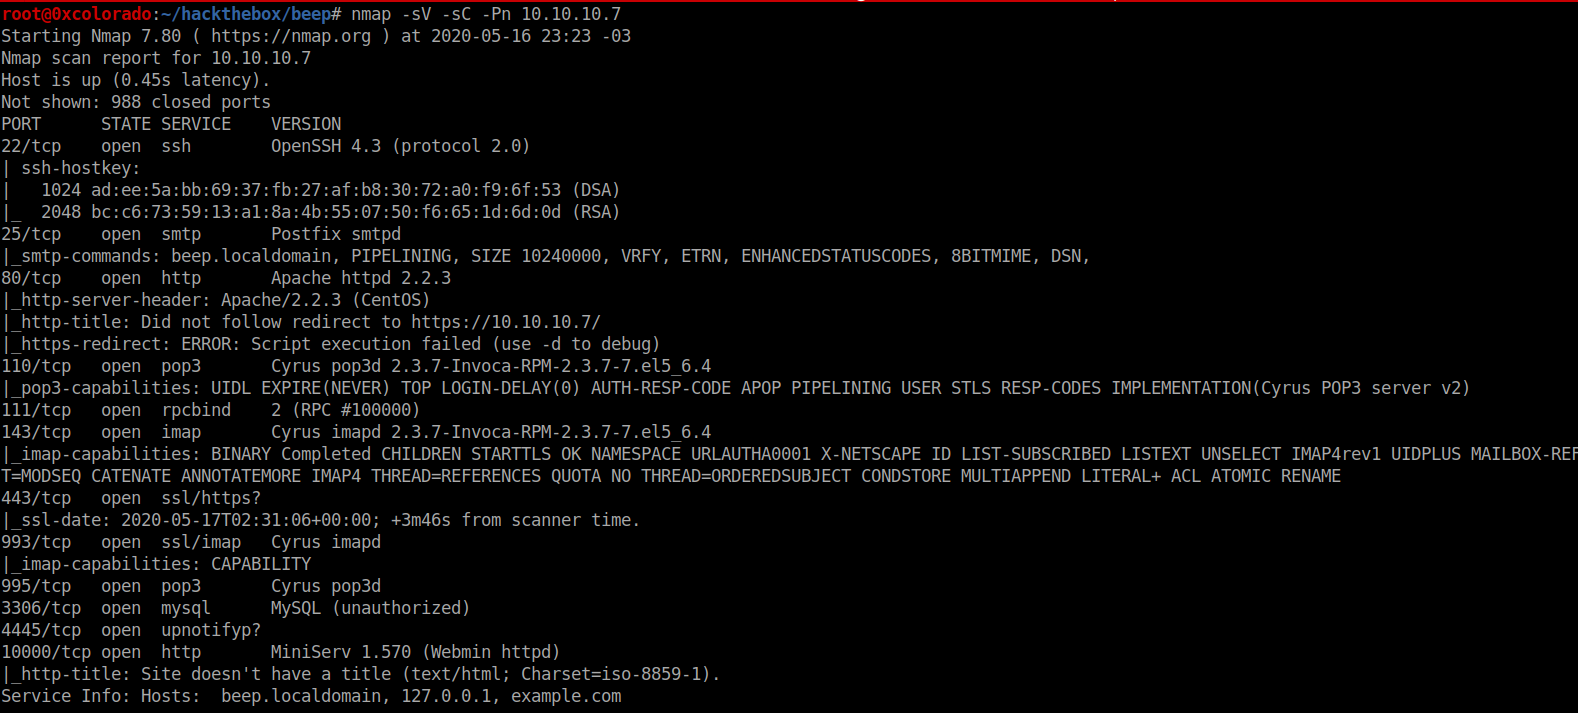 root@0xcolorado:~/hackthebox/beep# nmap -sV -sC -Pn 10.10.10.7
Starting Nmap 7.80 ( https://nmap.org ) at 2020-05-16 23:23 -03
Nmap scan report for 10.10.10.7
Host is up (0.45s latency).
Not shown: 988 closed ports
PORT      STATE SERVICE    VERSION
22/tcp    open  ssh        OpenSSH 4.3 (protocol 2.0)
| ssh-hostkey:
|   1024 ad:ee:5a:bb:69:37:fb:27:af:b8:30:72:a0:f9:6f:53 (DSA)
|_  2048 bc:c6:73:59:13:a1:8a:4b:55:07:50:f6:65:1d:6d:0d (RSA)
25/tcp    open  smtp       Postfix smtpd
|_smtp-commands: beep.localdomain, PIPELINING, SIZE 10240000, VRFY, ETRN, ENHANCEDSTATUSCODES, 8BITMIME, DSN,
80/tcp    open  http       Apache httpd 2.2.3
|_http-server-header: Apache/2.2.3 (CentOS)
|_http-title: Did not follow redirect to https://10.10.10.7/
|_https-redirect: ERROR: Script execution failed (use -d to debug)
110/tcp   open  pop3       Cyrus pop3d 2.3.7-Invoca-RPM-2.3.7-7.el5_6.4
|_pop3-capabilities: UIDL EXPIRE(NEVER) TOP LOGIN-DELAY(0) AUTH-RESP-CODE APOP PIPELINING USER STLS RESP-CODES IMPLEMENTATION(Cyrus POP3 server v2)
111/tcp   open  rpcbind    2 (RPC #100000)
143/tcp   open  imap       Cyrus imapd 2.3.7-Invoca-RPM-2.3.7-7.el5_6.4
|_imap-capabilities: BINARY Completed CHILDREN STARTTLS OK NAMESPACE URLAUTHA0001 X-NETSCAPE ID LIST-SUBSCRIBED LISTEXT UNSELECT IMAP4rev1 UIDPLUS MAILBOX-REF
T=MODSEQ CATENATE ANNOTATEMORE IMAP4 THREAD=REFERENCES QUOTA NO THREAD=ORDEREDSUBJECT CONDSTORE MULTIAPPEND LITERAL+ ACL ATOMIC RENAME
443/tcp   open  ssl/https?
|_ssl-date: 2020-05-17T02:31:06+00:00; +3m46s from scanner time.
993/tcp   open  ssl/imap   Cyrus imapd
|_imap-capabilities: CAPABILITY
995/tcp   open  pop3       Cyrus pop3d
3306/tcp  open  mysql      MySQL (unauthorized)
4445/tcp  open  upnotifyp?
10000/tcp open  http       MiniServ 1.570 (Webmin httpd)
|_http-title: Site doesn't have a title (text/html; Charset=iso-8859-1).
Service Info: Hosts:  beep.localdomain, 127.0.0.1, example.com